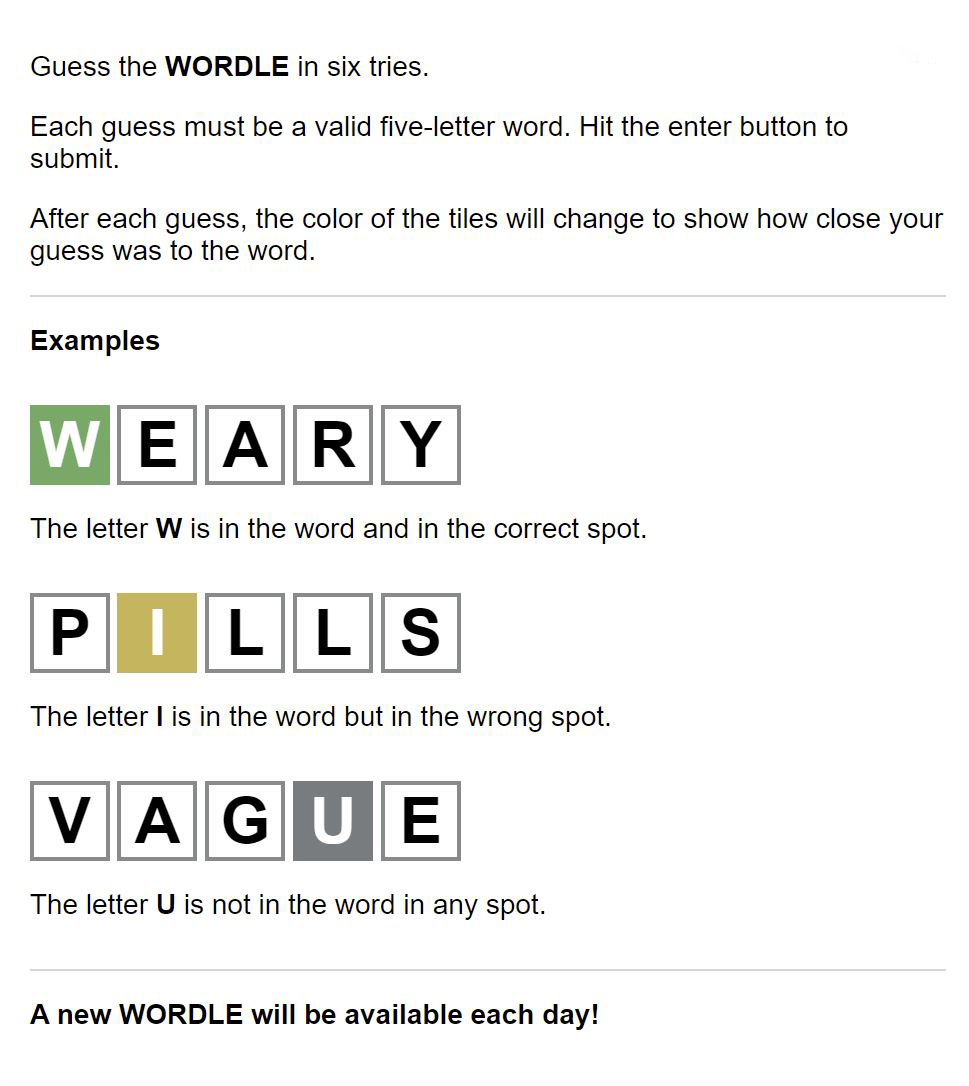 Guess the WORDLE in six tries.
Each guess must be a valid five-letter word. Hit the enter button to
submit.
After each guess, the color of the tiles will change to show how close your
guess was to the word.
Examples
W E A R Y
The letter W is in the word and in the correct spot.
P I L L S
The letter I is in the word but in the wrong spot.
V A G U E
The letter U is not in the word in any spot.
A new WORDLE will be available each day!